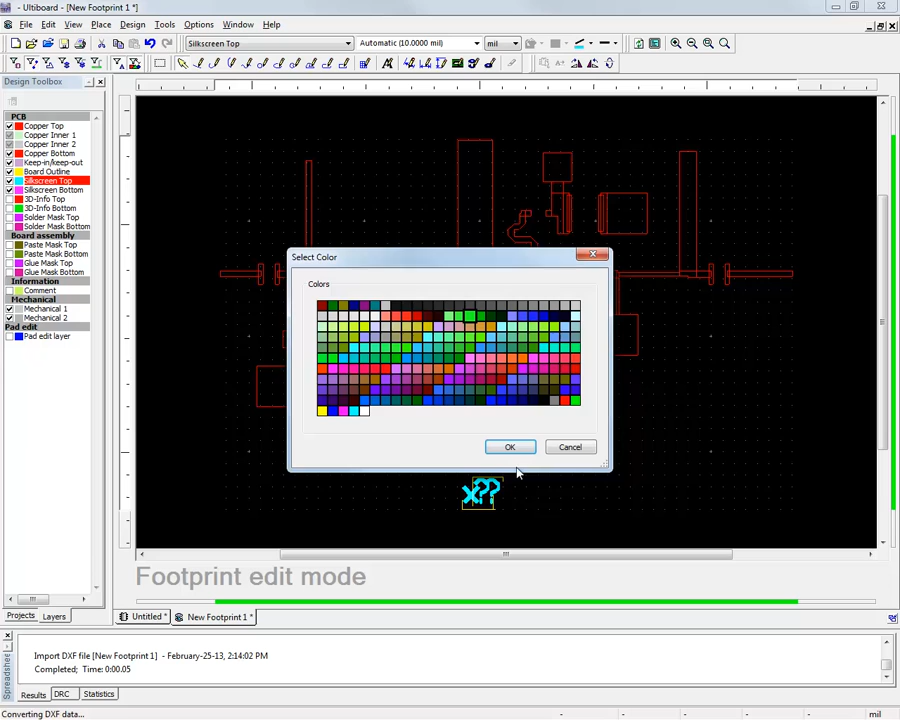 - Ultiboard - [New Footprint 1 *]
File Edit View Place Design Tools Options Window Help
Silkscreen Top Automatic (10.0000 mil) mil
Design Toolbox
PCB
Copper Top
Copper Inner 1
Copper Inner 2
Copper Bottom
Keep-in/keep-out
Board Outline
Silkscreen Top
Silkscreen Bottom
3D-Info Top
3D-Info Bottom
Solder Mask Top
Solder Mask Bottom
Board assembly
Paste Mask Top
Paste Mask Bottom
Glue Mask Top
Glue Mask Bottom
Information
Comment
Mechanical
Mechanical 1
Mechanical 2
Pad edit
Pad edit layer
Select Color
Colors
OK Cancel
X??
Footprint edit mode
Projects Layers
Untitled * New Footprint 1 *
Spreadsheet
Import DXF file [New Footprint 1] - February-25-13, 2:14:02 PM
Completed; Time: 0:00.05
Results DRC Statistics
Converting DXF data... - - - - mil